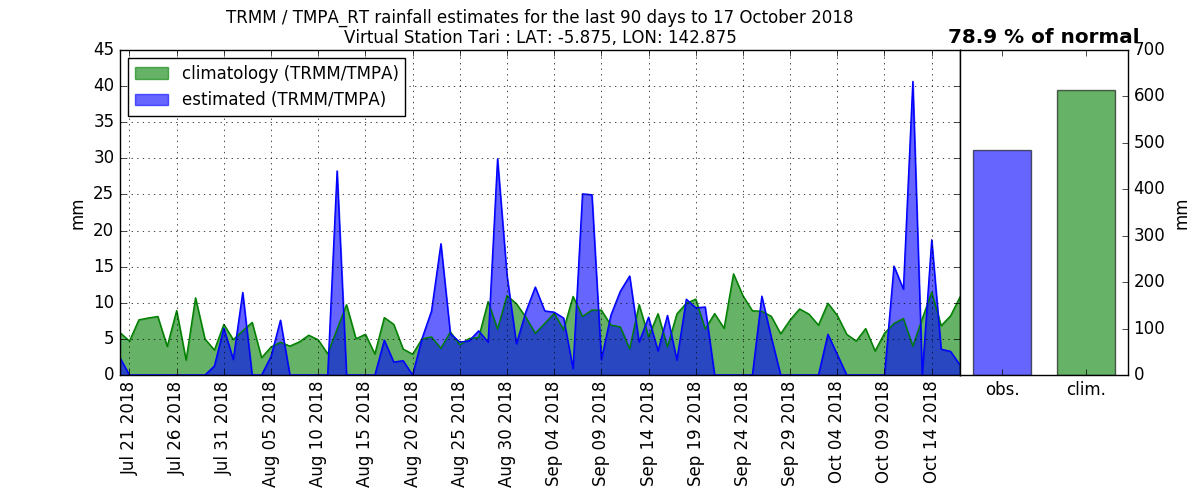 TRMM / TMPA_RT rainfall estimates for the last 90 days to 17 October 2018
Virtual Station Tari : LAT: -5.875, LON: 142.875
78.9 % of normal
climatology (TRMM/TMPA)
estimated (TRMM/TMPA)
mm
45
40
35
30
25
20
15
10
5
0
Jul 21 2018
Jul 26 2018
Jul 31 2018
Aug 05 2018
Aug 10 2018
Aug 15 2018
Aug 20 2018
Aug 25 2018
Aug 30 2018
Sep 04 2018
Sep 09 2018
Sep 14 2018
Sep 19 2018
Sep 24 2018
Sep 29 2018
Oct 04 2018
Oct 09 2018
Oct 14 2018
700
600
500
400
300
200
100
0
mm
obs.
clim.